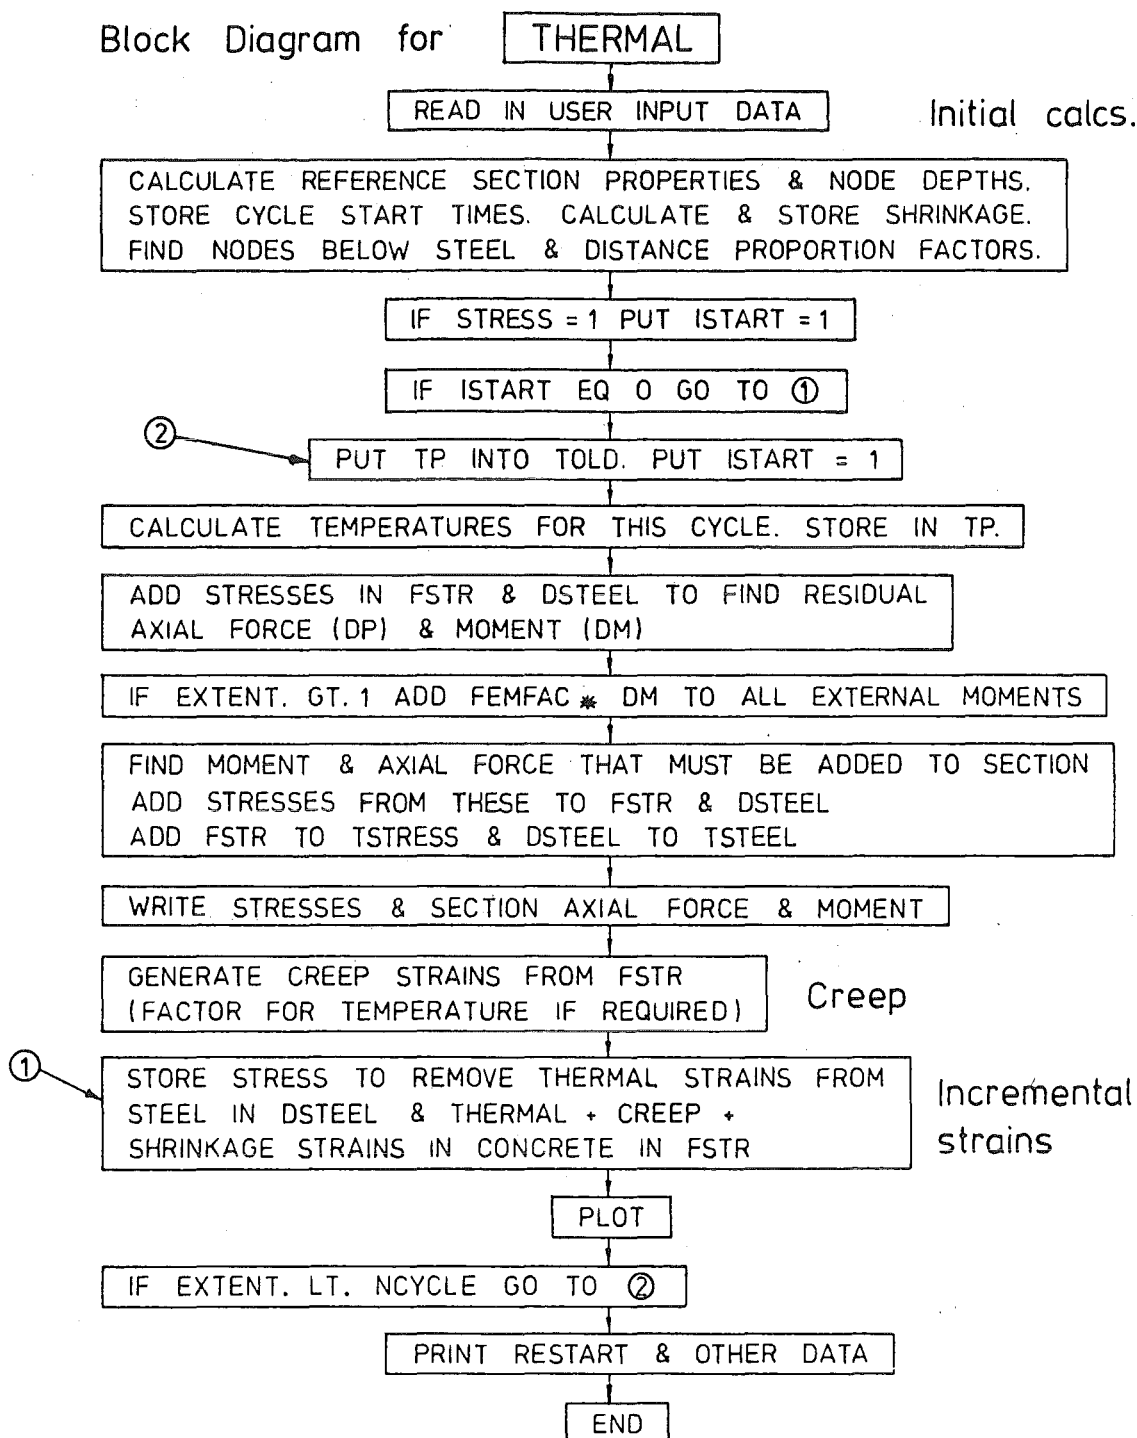 Block Diagram for THERMAL
READ IN USER INPUT DATA
Initial calcs.
CALCULATE REFERENCE SECTION PROPERTIES & NODE DEPTHS.
STORE CYCLE START TIMES. CALCULATE & STORE SHRINKAGE.
FIND NODES BELOW STEEL & DISTANCE PROPORTION FACTORS.
IF STRESS = 1 PUT ISTART = 1
IF ISTART EQ 0 GO TO ①
②
PUT TP INTO TOLD. PUT ISTART = 1
CALCULATE TEMPERATURES FOR THIS CYCLE. STORE IN TP.
ADD STRESSES IN FSTR & DSTEEL TO FIND RESIDUAL
AXIAL FORCE (DP) & MOMENT (DM)
IF EXTENT. GT. 1 ADD FEMFAC * DM TO ALL EXTERNAL MOMENTS
FIND MOMENT & AXIAL FORCE THAT MUST BE ADDED TO SECTION
ADD STRESSES FROM THESE TO FSTR & DSTEEL
ADD FSTR TO TSTRESS & DSTEEL TO TSTEEL
WRITE STRESSES & SECTION AXIAL FORCE & MOMENT
GENERATE CREEP STRAINS FROM FSTR
(FACTOR FOR TEMPERATURE IF REQUIRED)
Creep
①
STORE STRESS TO REMOVE THERMAL STRAINS FROM
STEEL IN DSTEEL & THERMAL + CREEP +
SHRINKAGE STRAINS IN CONCRETE IN FSTR
Incremental
strains
PLOT
IF EXTENT. LT. NCYCLE GO TO ②
PRINT RESTART & OTHER DATA
END